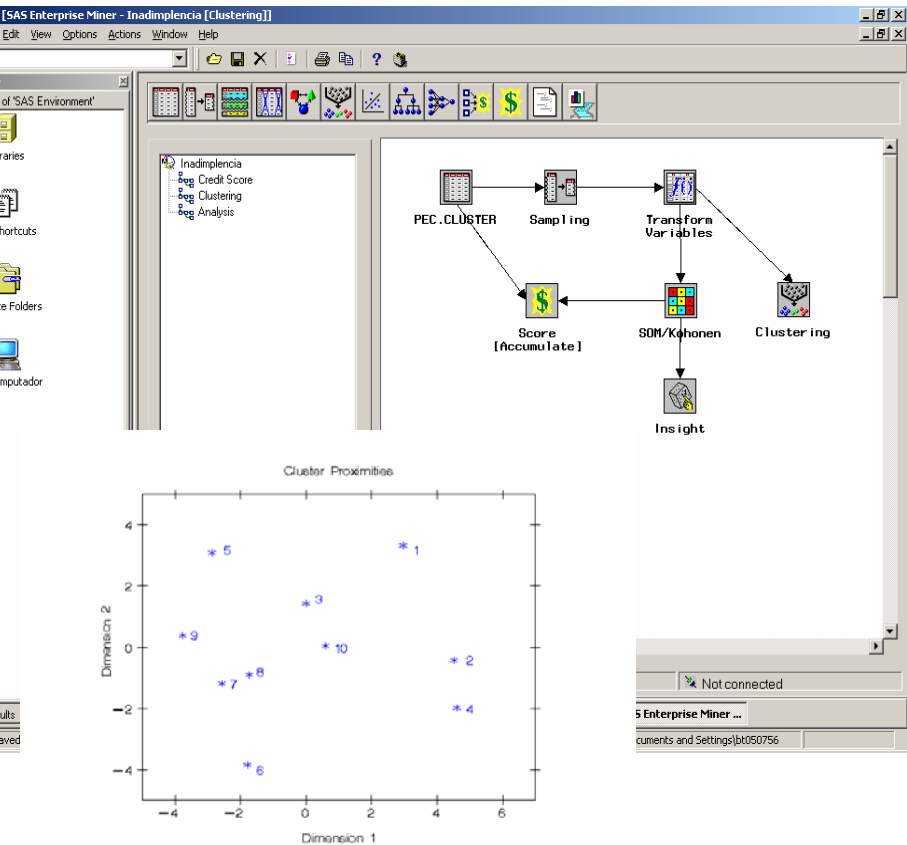 [SAS Enterprise Miner - Inadimplencia [Clustering]]
Edit View Options Actions Window Help
of 'SAS Environment'
Inadimplencia
Credit Score
Clustering
Analysis
PEC.CLUSTER
Sampling
Transform
Variables
Score
[Accumulate]
SOM/Kohonen
Clustering
Insight
raries
hortcuts
te Folders
mputador
Cluster Proximities
Dimension 2
4
2
0
−2
−4
5
1
3
9
10
8
2
7
4
6
−4 −2 0 2 4 6
Dimension 1
Not connected
ults
S Enterprise Miner ...
aved
cuments and Settings\bt050756